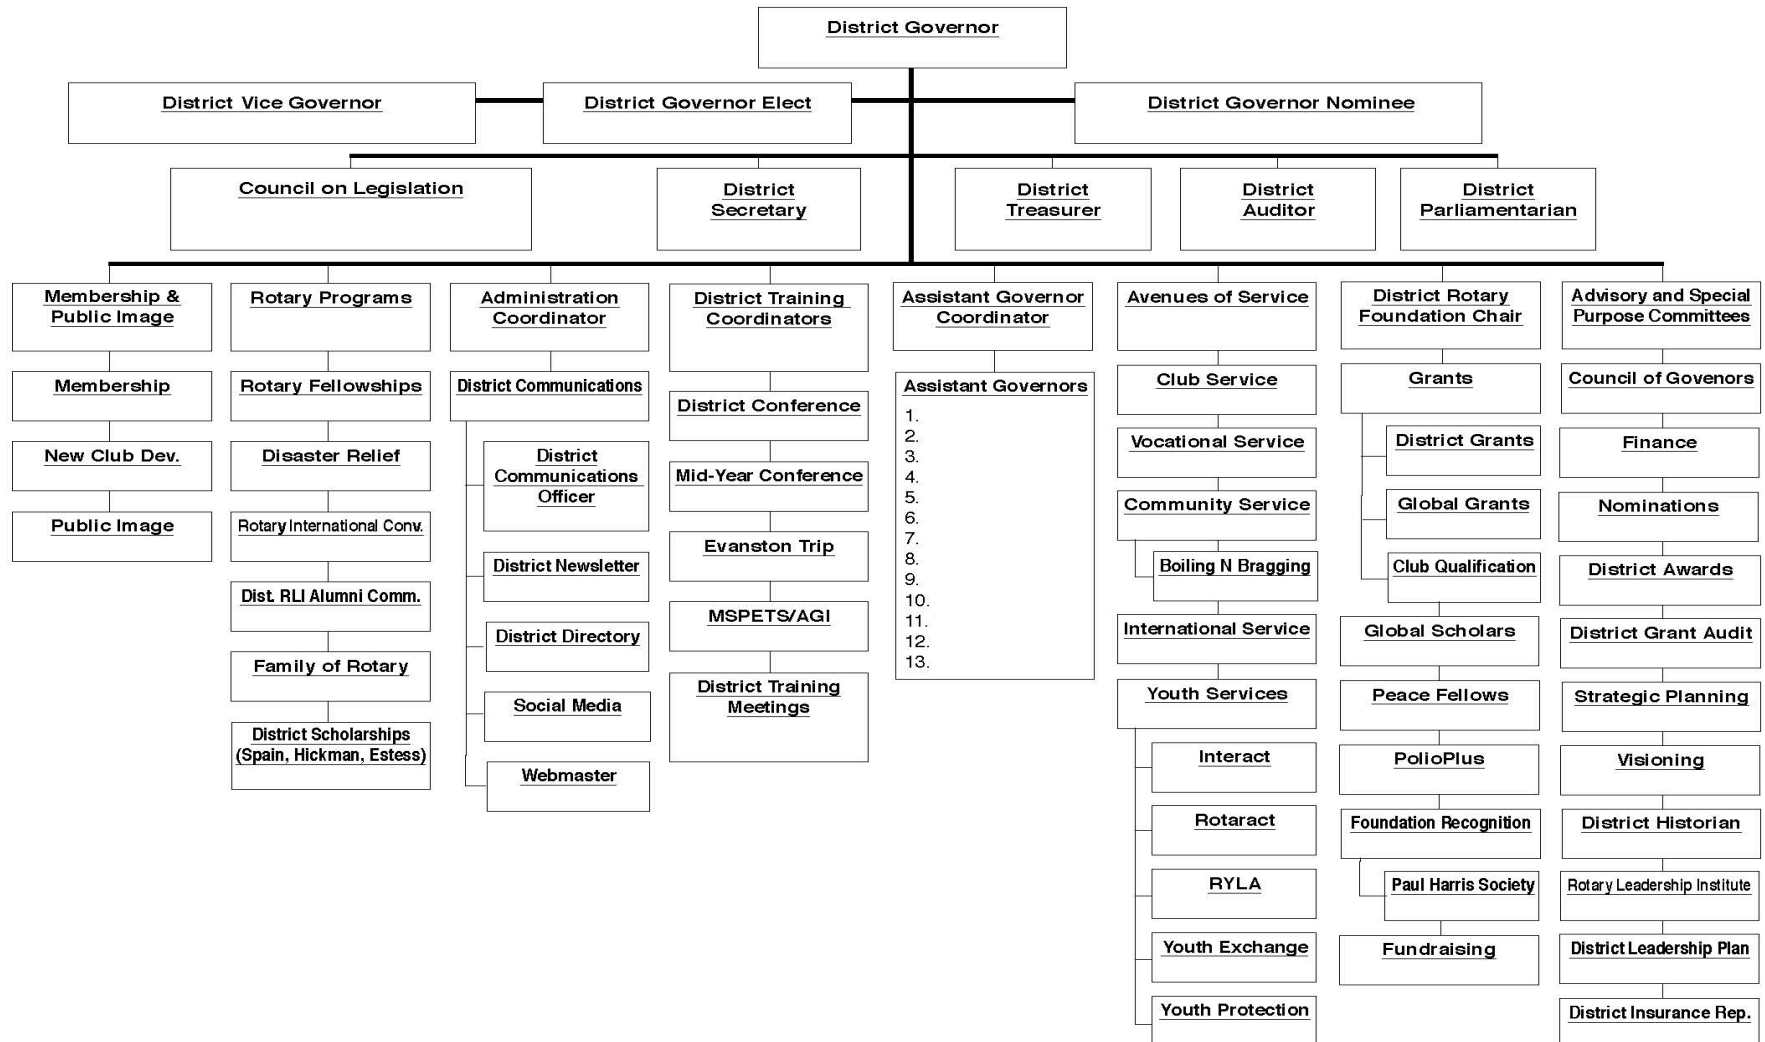 District Governor
District Vice Governor
District Governor Elect
District Governor Nominee
Council on Legislation
District
Secretary
District
Treasurer
District
Auditor
District
Parliamentarian
Membership &
Public Image
Membership
New Club Dev.
Public Image
Rotary Programs
Rotary Fellowships
Disaster Relief
Rotary International Conv.
Dist. RLI Alumni Comm.
Family of Rotary
District Scholarships
(Spain, Hickman, Estess)
Administration
Coordinator
District Communications
District
Communications
Officer
District Newsletter
District Directory
Social Media
Webmaster
District Training
Coordinators
District Conference
Mid-Year Conference
Evanston Trip
MSPETS/AGI
District Training
Meetings
Assistant Governor
Coordinator
Assistant Governors
1.
2.
3.
4.
5.
6.
7.
8.
9.
10.
11.
12.
13.
Avenues of Service
Club Service
Vocational Service
Community Service
Boiling N Bragging
International Service
Youth Services
Interact
Rotaract
RYLA
Youth Exchange
Youth Protection
District Rotary
Foundation Chair
Grants
District Grants
Global Grants
Club Qualification
Global Scholars
Peace Fellows
PolioPlus
Foundation Recognition
Paul Harris Society
Fundraising
Advisory and Special
Purpose Committees
Council of Govenors
Finance
Nominations
District Awards
District Grant Audit
Strategic Planning
Visioning
District Historian
Rotary Leadership Institute
District Leadership Plan
District Insurance Rep.